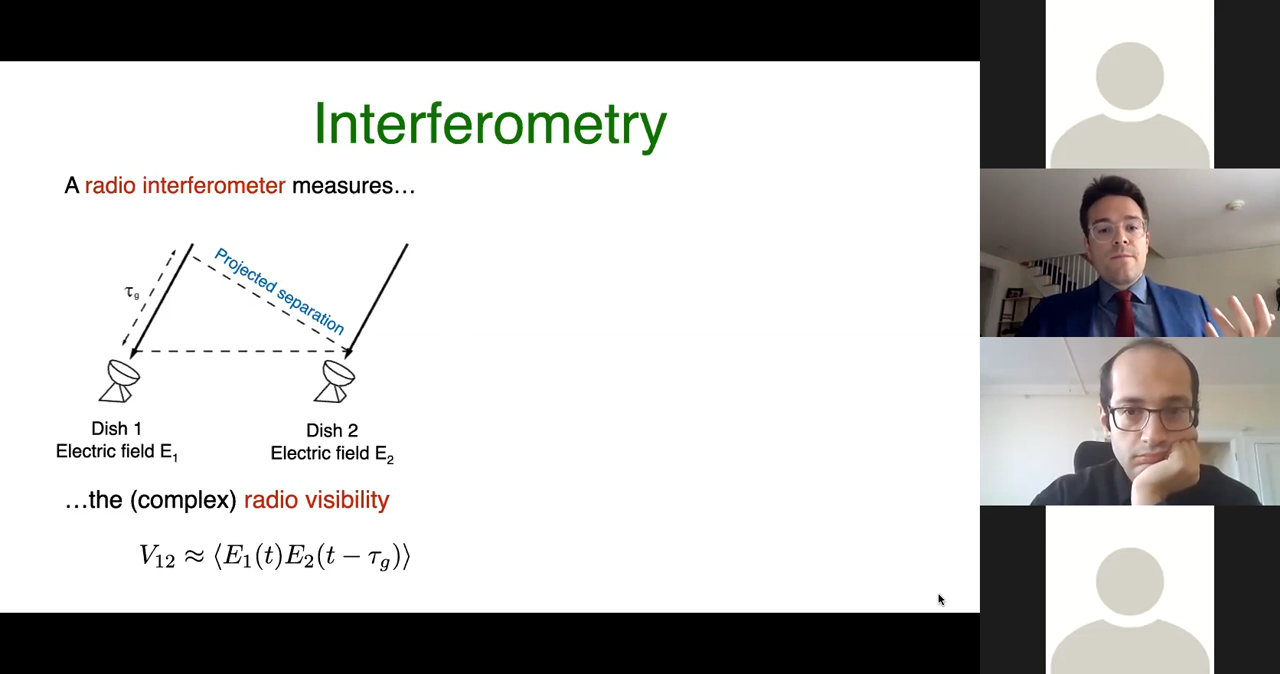 Interferometry
A radio interferometer measures…
Projected separation
τg
Dish 1
Electric field E1
Dish 2
Electric field E2
…the (complex) radio visibility
V12 ≈ ⟨E1(t)E2(t − τg)⟩